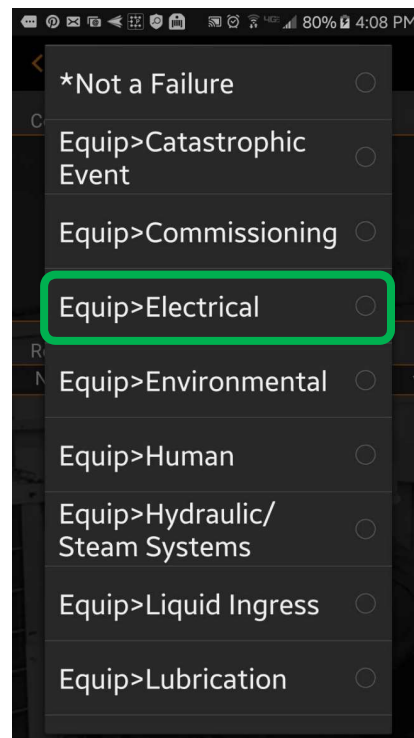 80% 4:08 PM
*Not a Failure
C
Equip>Catastrophic
Event
Equip>Commissioning
Equip>Electrical
R
Equip>Environmental
N
Equip>Human
Equip>Hydraulic/
Steam Systems
Equip>Liquid Ingress
Equip>Lubrication